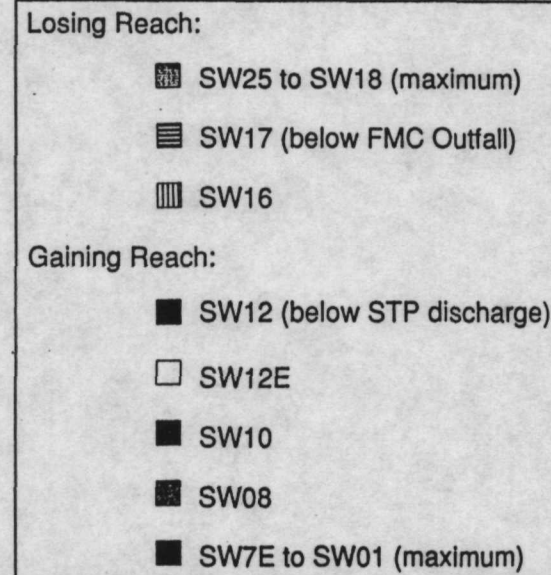 Losing Reach:
SW25 to SW18 (maximum)
SW17 (below FMC Outfall)
SW16
Gaining Reach:
SW12 (below STP discharge)
SW12E
SW10
SW08
SW7E to SW01 (maximum)